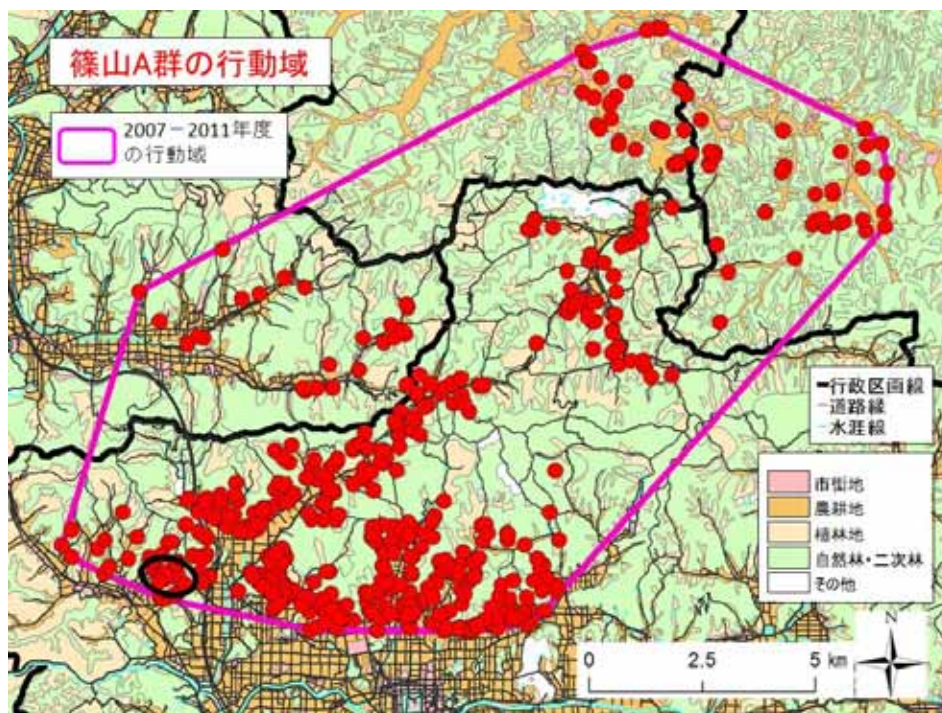 篠山A群の行動域
2007－2011年度
の行動域
行政区画線
道路縁
水涯線
市街地
農耕地
植林地
自然林・二次林
その他
0 2.5 5 km